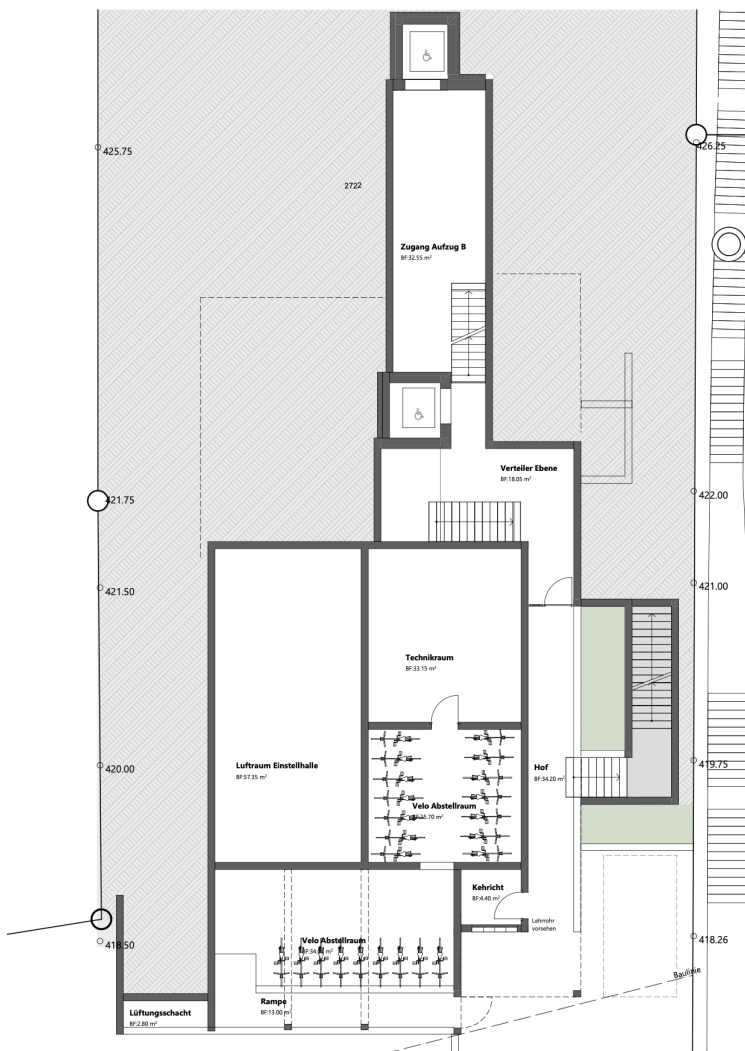 425.75
426.25
2722
Zugang Aufzug B
BF:32.55 m²
Verteiler Ebene
BF:18.05 m²
421.75
422.00
421.50
421.00
Technikraum
BF:33.15 m²
Luftraum Einstellhalle
BF:57.35 m²
Hof
BF:34.20 m²
420.00
419.75
Velo Abstellraum
25.70 m²
Kehricht
BF:4.40 m²
Lehrrohr
vorsehen
418.50
418.26
Velo Abstellraum
Baulinie
Rampe
BF:13.00 m²
Lüftungsschacht
BF:2.80 m²